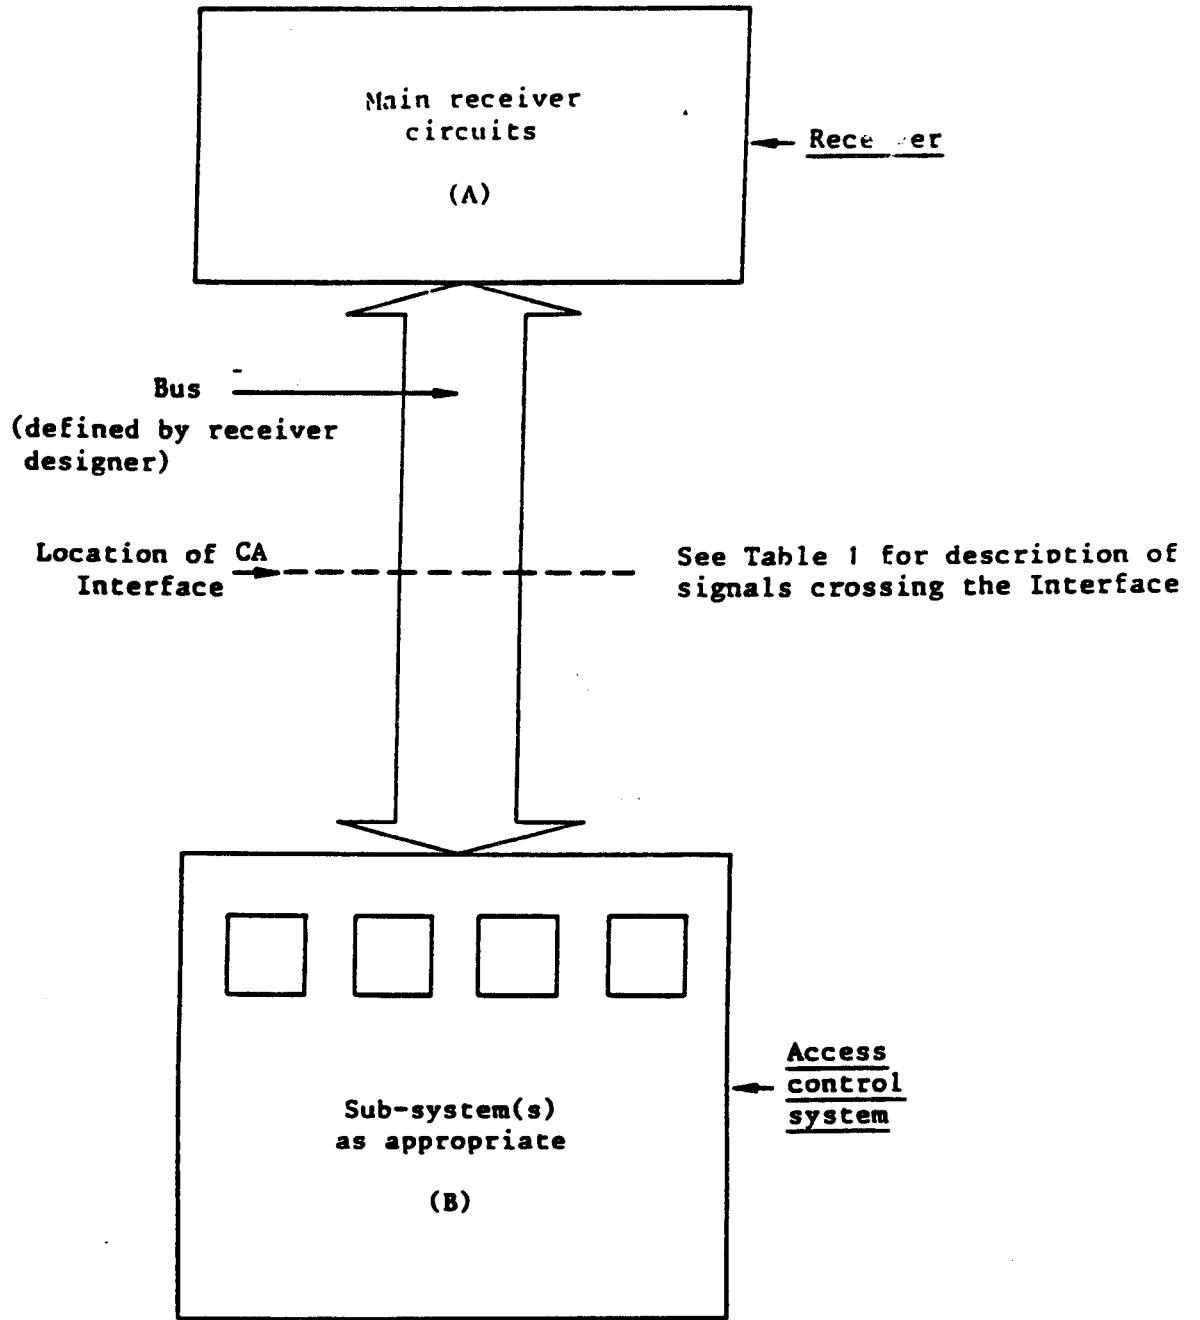 Main receiver
circuits
(A)
Bus
(defined by receiver
designer)
Location of CA
Interface
See Table 1 for description of
signals crossing the Interface
Sub-system(s)
as appropriate
(B)
Access
control
system